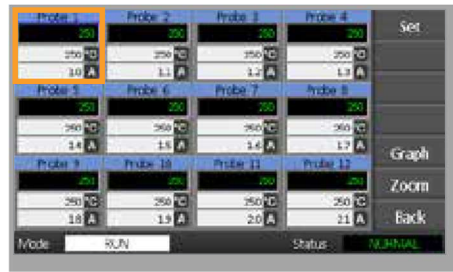 Probe 1 Probe 2 Probe 3 Probe 4 Set
250 250 250 250
250 °C 250 °C 250 °C 250 °C
1.0 A 1.1 A 1.2 A 1.3 A
Probe 5 Probe 6 Probe 7 Probe 8
250 250 250 250
250 °C 250 °C 250 °C 250 °C
1.4 A 1.5 A 1.6 A 1.7 A Graph
Probe 9 Probe 10 Probe 11 Probe 12
250 250 250 250 Zoom
250 °C 250 °C 250 °C 250 °C
1.8 A 1.9 A 2.0 A 2.1 A Back
Mode RUN Status NORMAL